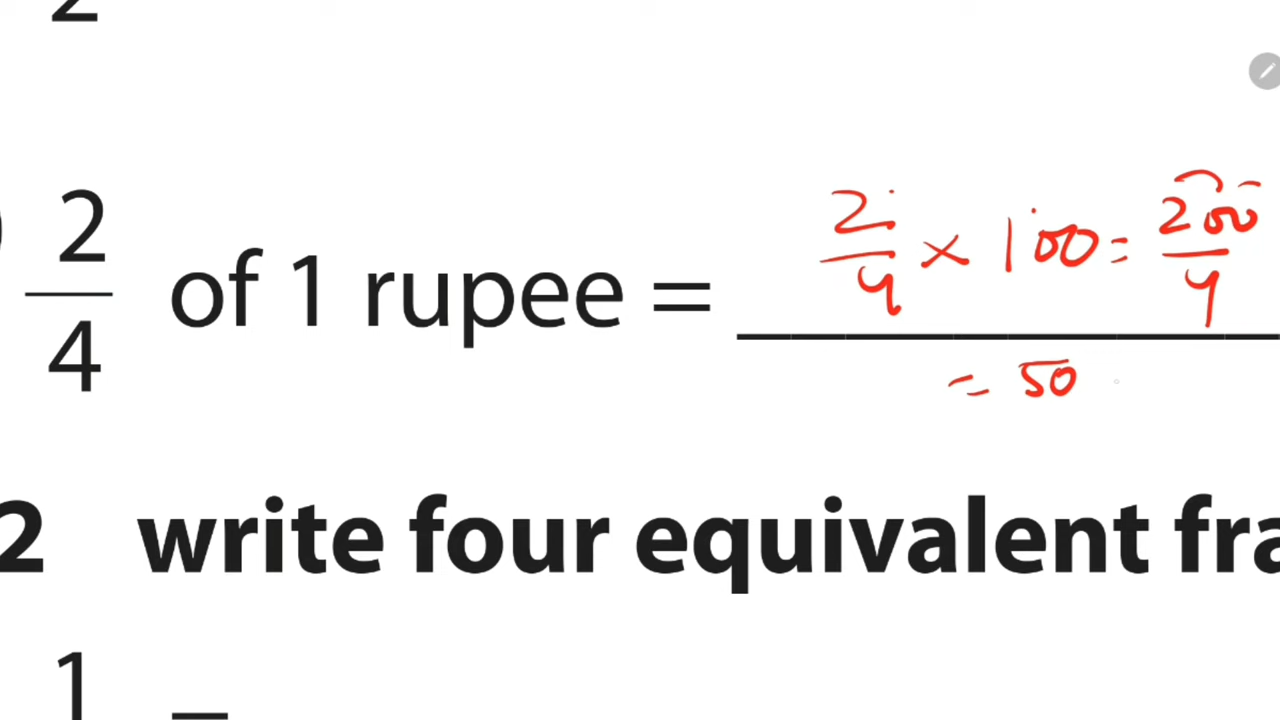 2
) 2/4 of 1 rupee = 2/4 × 100 = 200/4
= 50
2 write four equivalent fra
1 =